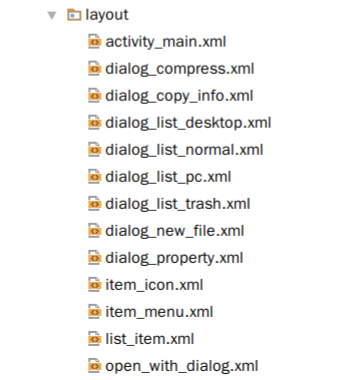 layout
activity_main.xml
dialog_compress.xml
dialog_copy_info.xml
dialog_list_desktop.xml
dialog_list_normal.xml
dialog_list_pc.xml
dialog_list_trash.xml
dialog_new_file.xml
dialog_property.xml
item_icon.xml
item_menu.xml
list_item.xml
open_with_dialog.xml